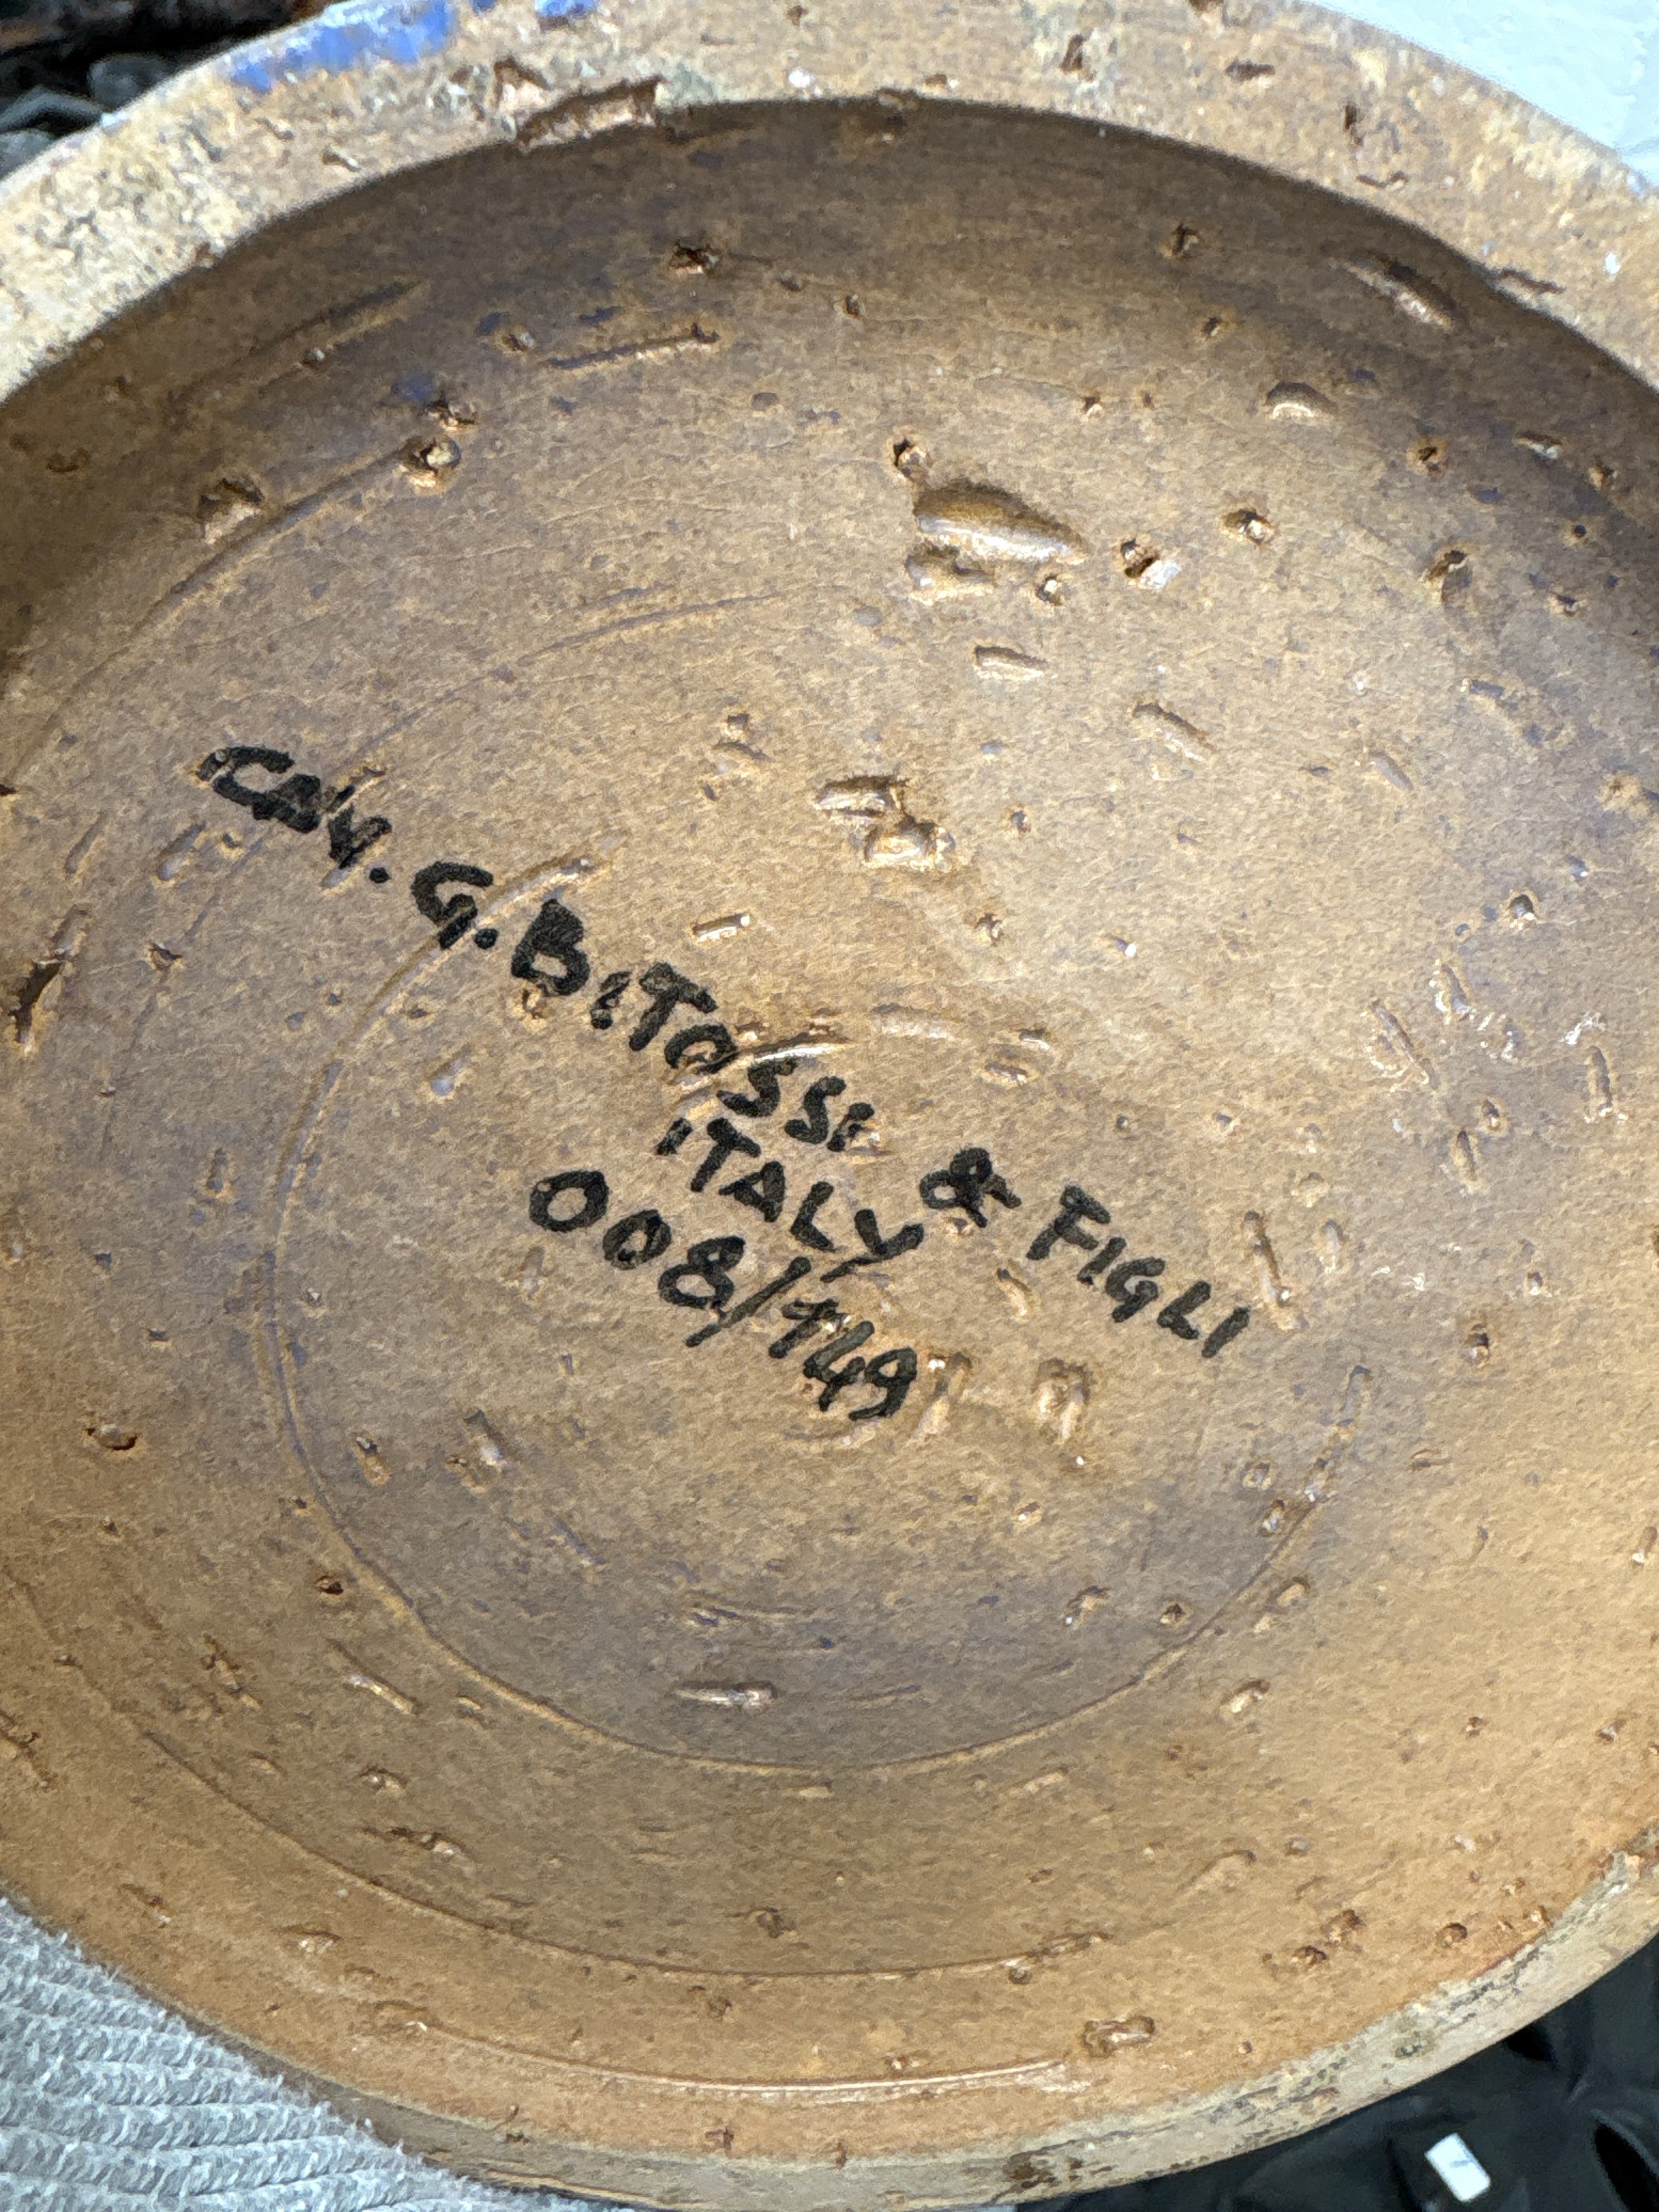 CAV. G. BITOSSI & FIGLI
ITALY
008/149